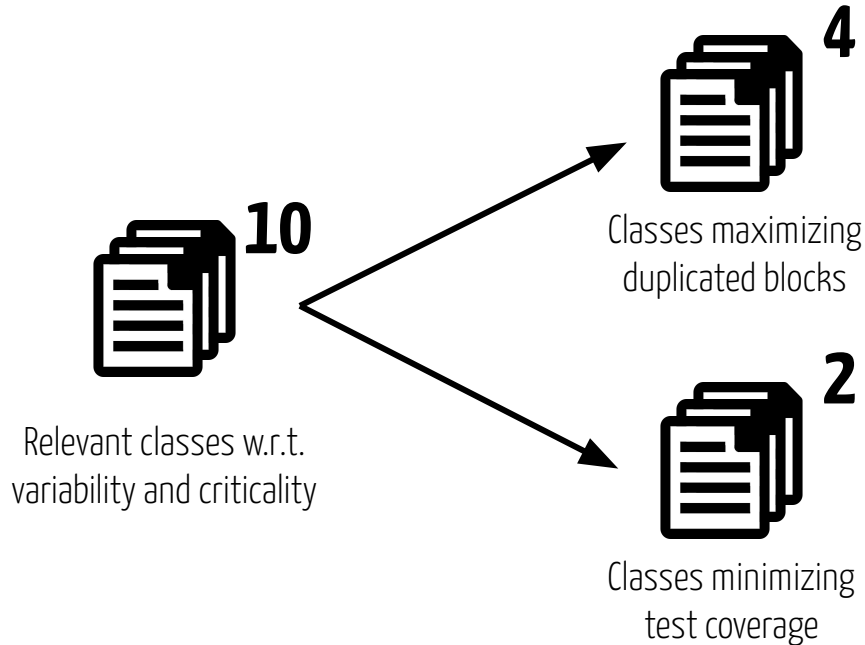 10
Relevant classes w.r.t.
variability and criticality
4
Classes maximizing
duplicated blocks
2
Classes minimizing
test coverage